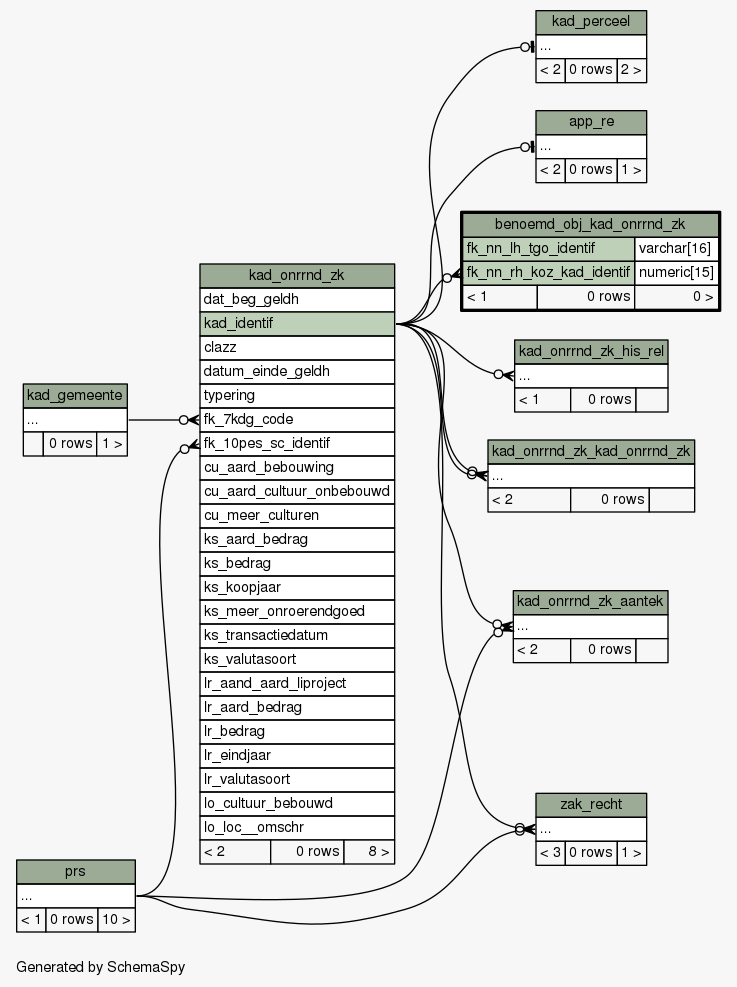 kad_perceel
...
< 2 0 rows 2 >
app_re
...
< 2 0 rows 1 >
benoemd_obj_kad_onrrnd_zk
fk_nn_lh_tgo_identif varchar[16]
fk_nn_rh_koz_kad_identif numeric[15]
< 1 0 rows 0 >
kad_onrrnd_zk
dat_beg_geldh
kad_identif
clazz
datum_einde_geldh
typering
fk_7kdg_code
fk_10pes_sc_identif
cu_aard_bebouwing
cu_aard_cultuur_onbebouwd
cu_meer_culturen
ks_aard_bedrag
ks_bedrag
ks_koopjaar
ks_meer_onroerendgoed
ks_transactiedatum
ks_valutasoort
lr_aand_aard_liproject
lr_aard_bedrag
lr_bedrag
lr_eindjaar
lr_valutasoort
lo_cultuur_bebouwd
lo_loc__omschr
< 2 0 rows 8 >
kad_onrrnd_zk_his_rel
...
< 1 0 rows
kad_gemeente
...
0 rows 1 >
kad_onrrnd_zk_kad_onrrnd_zk
...
< 2 0 rows
kad_onrrnd_zk_aantek
...
< 2 0 rows
zak_recht
...
< 3 0 rows 1 >
prs
...
< 1 0 rows 10 >
Generated by SchemaSpy